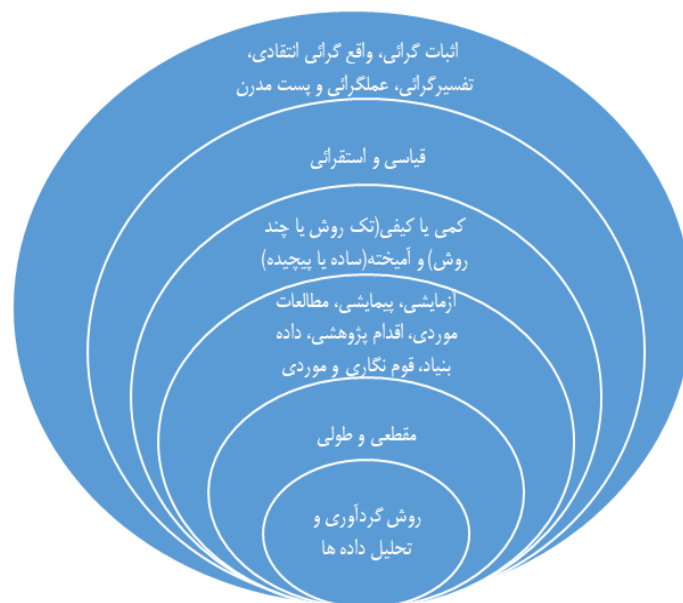 اثبات گرائی، واقع گرائی انتقادی،
تفسیرگرائی، عملگرائی و پست مدرن
قیاسی و استقرائی
کمی یا کیفی(تک روش یا چند
روش) و آمیخته(ساده یا پیچیده)
ازمایشی، پیمایشی، مطالعات
موردی، اقدام پژوهشی، داده
بنیاد، قوم نگاری و موردی
مقطعی و طولی
روش گردآوری و
تحلیل داده ها